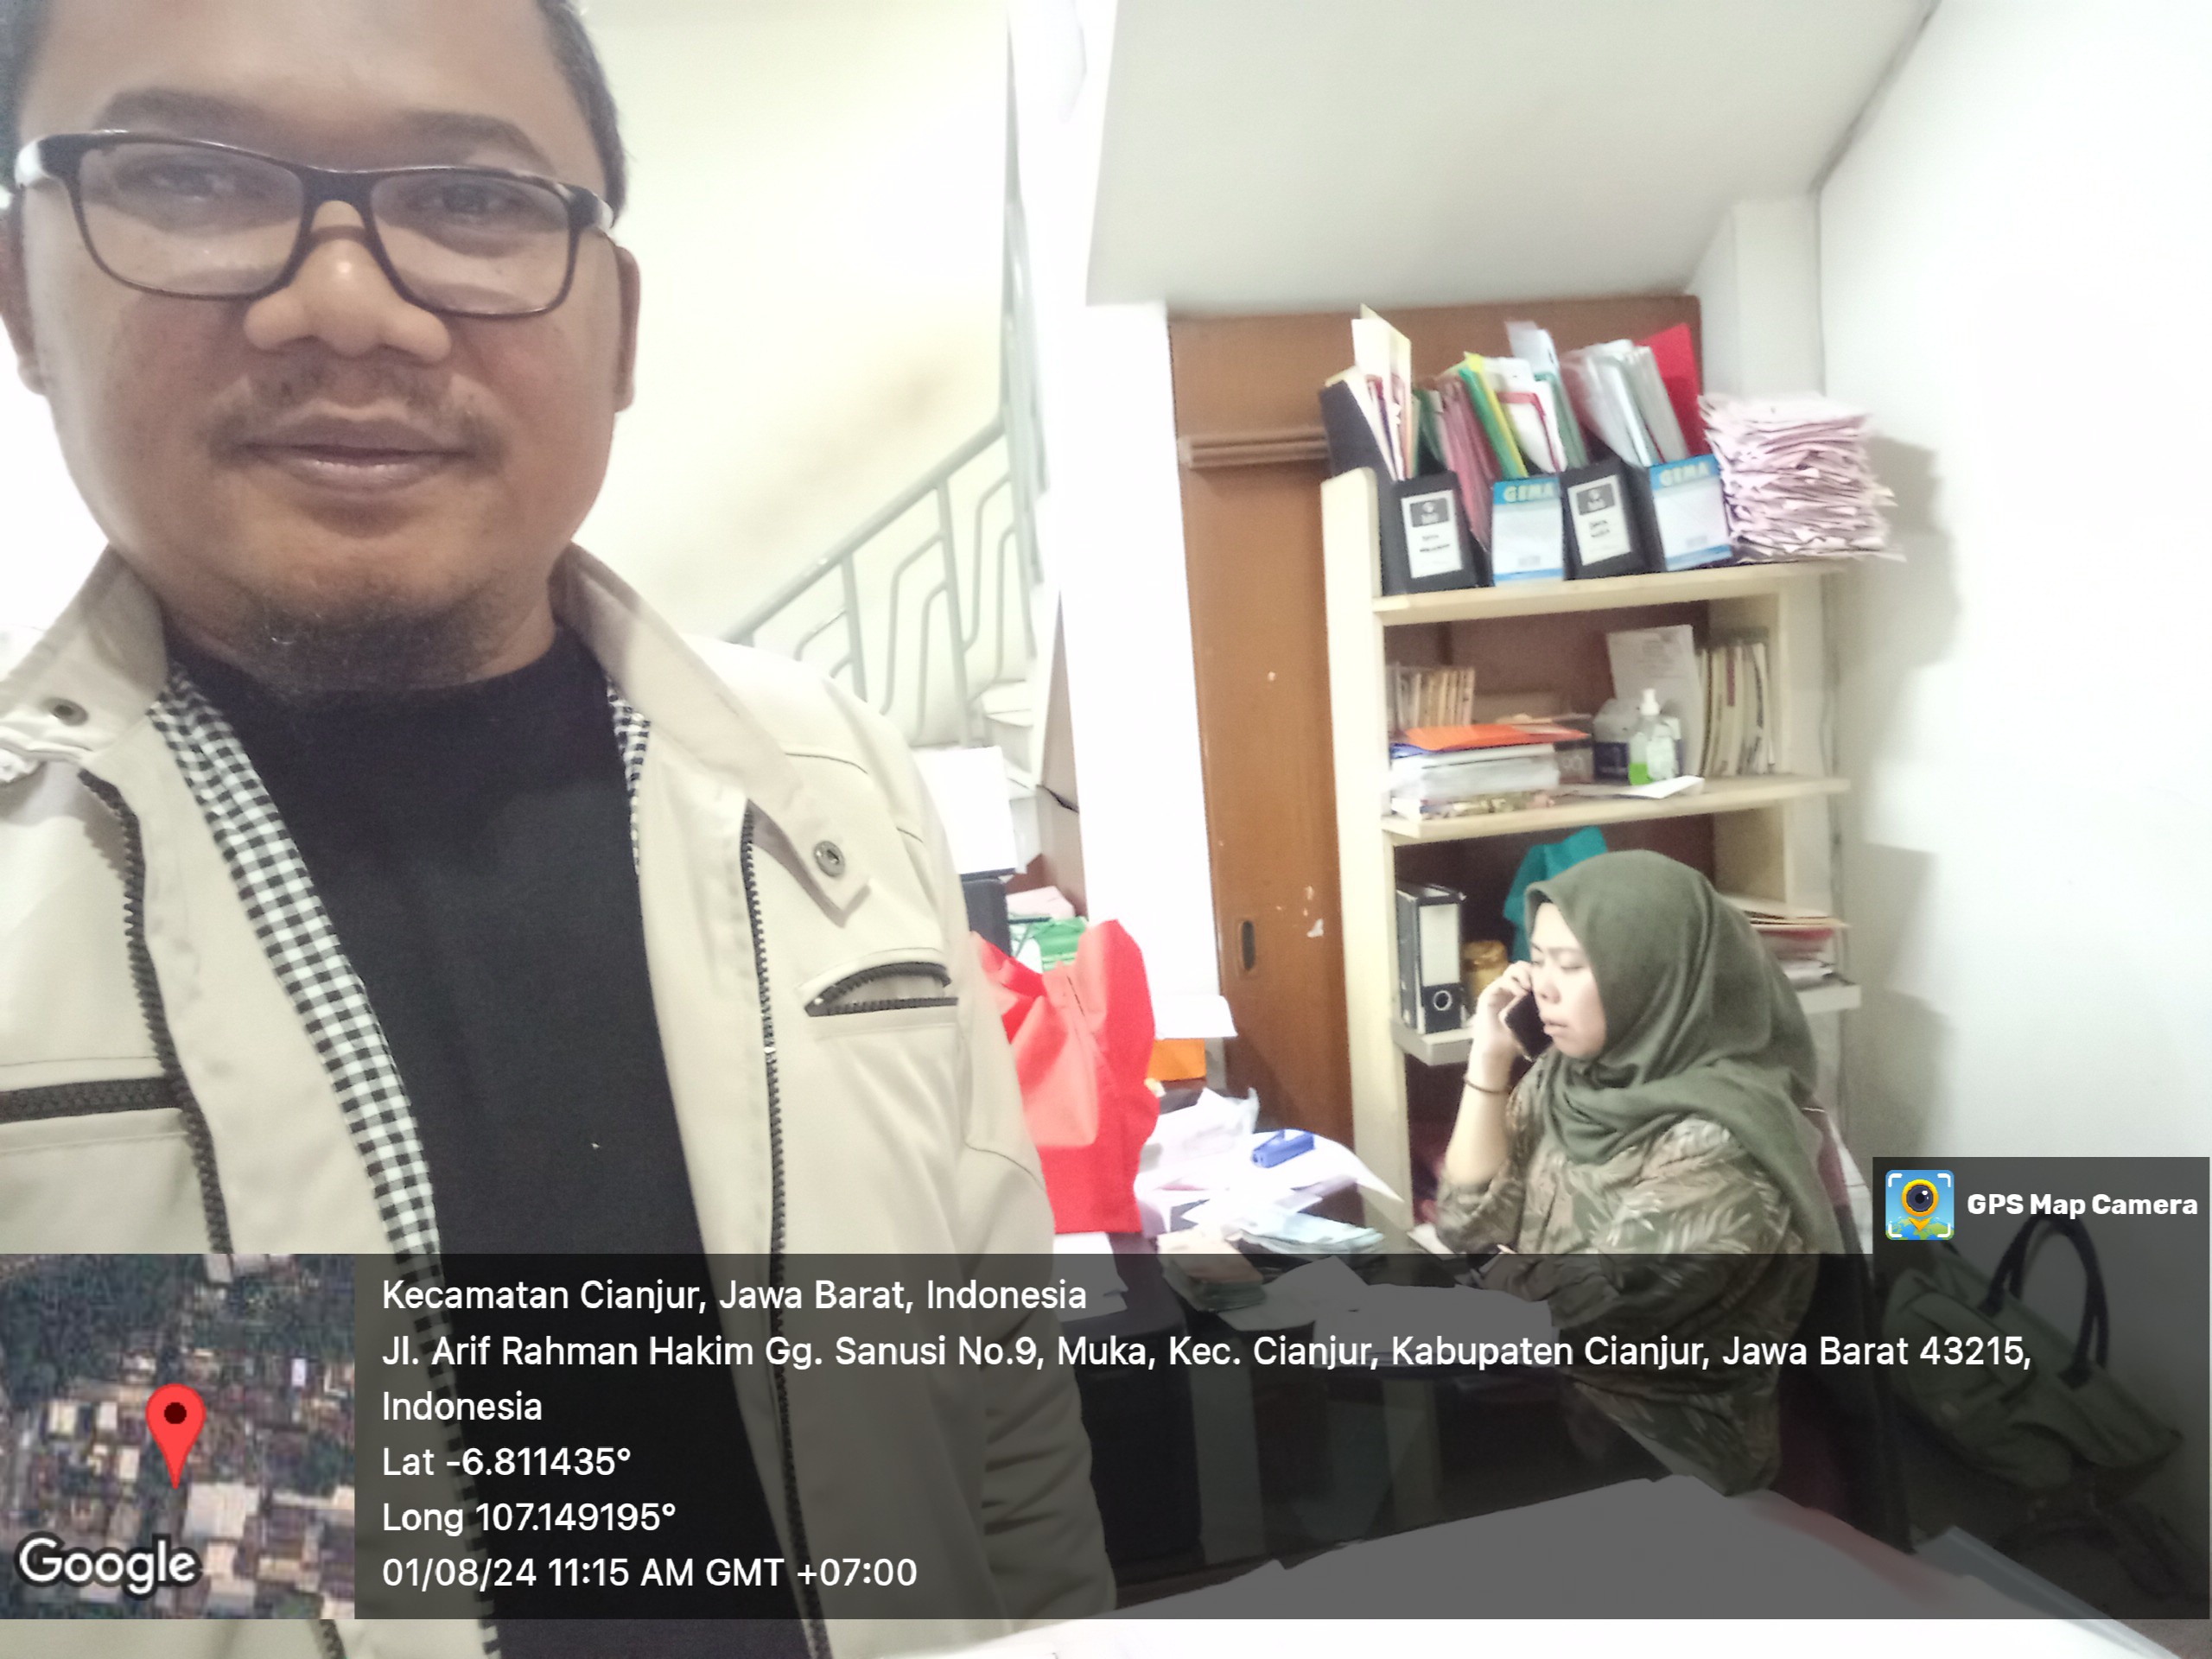 GEMA
GEMA
GPS Map Camera
Kecamatan Cianjur, Jawa Barat, Indonesia
Jl. Arif Rahman Hakim Gg. Sanusi No.9, Muka, Kec. Cianjur, Kabupaten Cianjur, Jawa Barat 43215,
Indonesia
Lat -6.811435°
Long 107.149195°
01/08/24 11:15 AM GMT +07:00
Google